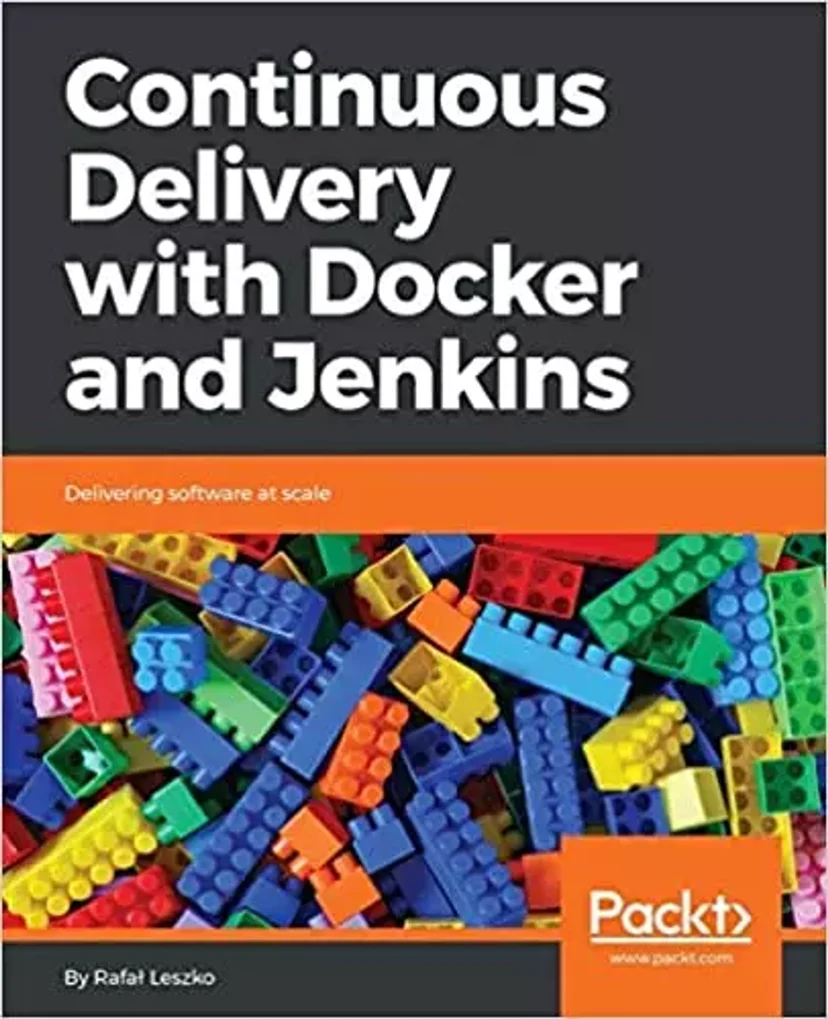 Continuous
Delivery
with Docker
and Jenkins
Delivering software at scale
Packt>
www.packt.com
By Rafał Leszko